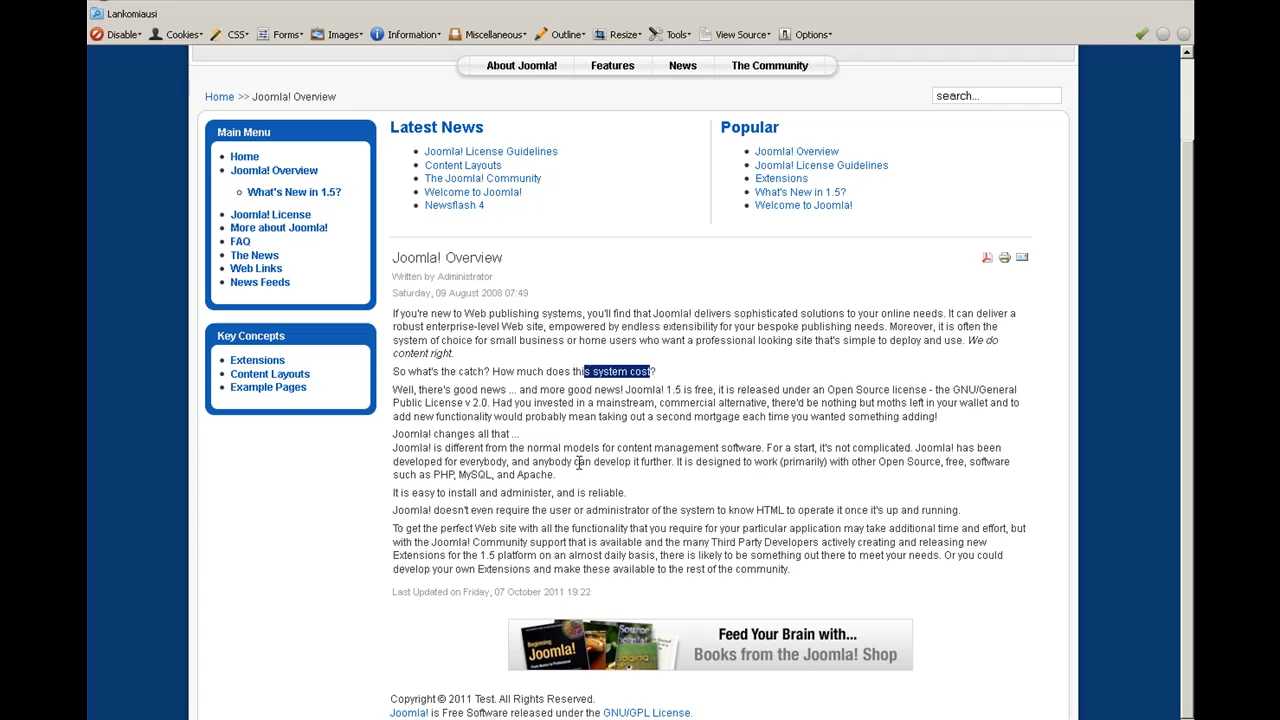 Lankomiausi
Disable▾ Cookies▾ CSS▾ Forms▾ Images▾ Information▾ Miscellaneous▾ Outline▾ Resize▾ Tools▾ View Source▾ Options▾
About Joomla! Features News The Community
Home >> Joomla! Overview
search...
Main Menu
Home
Joomla! Overview
What's New in 1.5?
Joomla! License
More about Joomla!
FAQ
The News
Web Links
News Feeds
Key Concepts
Extensions
Content Layouts
Example Pages
Latest News
Joomla! License Guidelines
Content Layouts
The Joomla! Community
Welcome to Joomla!
Newsflash 4
Popular
Joomla! Overview
Joomla! License Guidelines
Extensions
What's New in 1.5?
Welcome to Joomla!
Joomla! Overview
Written by Administrator
Saturday, 09 August 2008 07:49
If you're new to Web publishing systems, you'll find that Joomla! delivers sophisticated solutions to your online needs. It can deliver a
robust enterprise-level Web site, empowered by endless extensibility for your bespoke publishing needs. Moreover, it is often the
system of choice for small business or home users who want a professional looking site that's simple to deploy and use. We do
content right.
So what's the catch? How much does this system cost?
Well, there's good news ... and more good news! Joomla! 1.5 is free, it is released under an Open Source license - the GNU/General
Public License v 2.0. Had you invested in a mainstream, commercial alternative, there'd be nothing but moths left in your wallet and to
add new functionality would probably mean taking out a second mortgage each time you wanted something adding!
Joomla! changes all that ...
Joomla! is different from the normal models for content management software. For a start, it's not complicated. Joomla! has been
developed for everybody, and anybody can develop it further. It is designed to work (primarily) with other Open Source, free, software
such as PHP, MySQL, and Apache.
It is easy to install and administer, and is reliable.
Joomla! doesn't even require the user or administrator of the system to know HTML to operate it once it's up and running.
To get the perfect Web site with all the functionality that you require for your particular application may take additional time and effort, but
with the Joomla! Community support that is available and the many Third Party Developers actively creating and releasing new
Extensions for the 1.5 platform on an almost daily basis, there is likely to be something out there to meet your needs. Or you could
develop your own Extensions and make these available to the rest of the community.
Last Updated on Friday, 07 October 2011 19:22
Beginning
Joomla!
Feed Your Brain with...
Books from the Joomla! Shop
Copyright © 2011 Test. All Rights Reserved.
Joomla! is Free Software released under the GNU/GPL License.